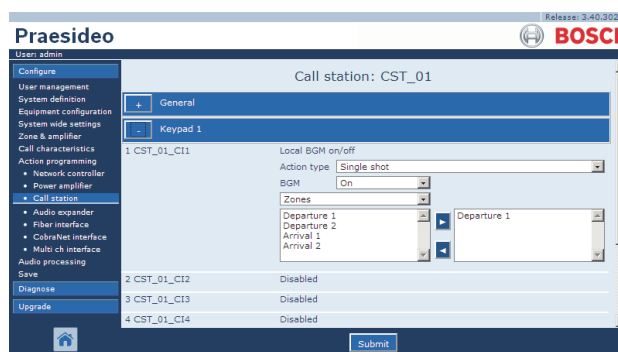 Release: 3.40.302
Praesideo
BOSC
User: admin
Configure
User management
System definition
Equipment configuration
System wide settings
Zone & amplifier
Call characteristics
Action programming
• Network controller
• Power amplifier
• Call station
• Audio expander
• Fiber interface
• CobraNet interface
• Multi ch interface
Audio processing
Save
Diagnose
Upgrade
Call station: CST_01
+ General
- Keypad 1
1 CST_01_CI1 Local BGM on/off
Action type Single shot
BGM On
Zones
Departure 1
Departure 2
Arrival 1
Arrival 2
Departure 1
2 CST_01_CI2 Disabled
3 CST_01_CI3 Disabled
4 CST_01_CI4 Disabled
Submit